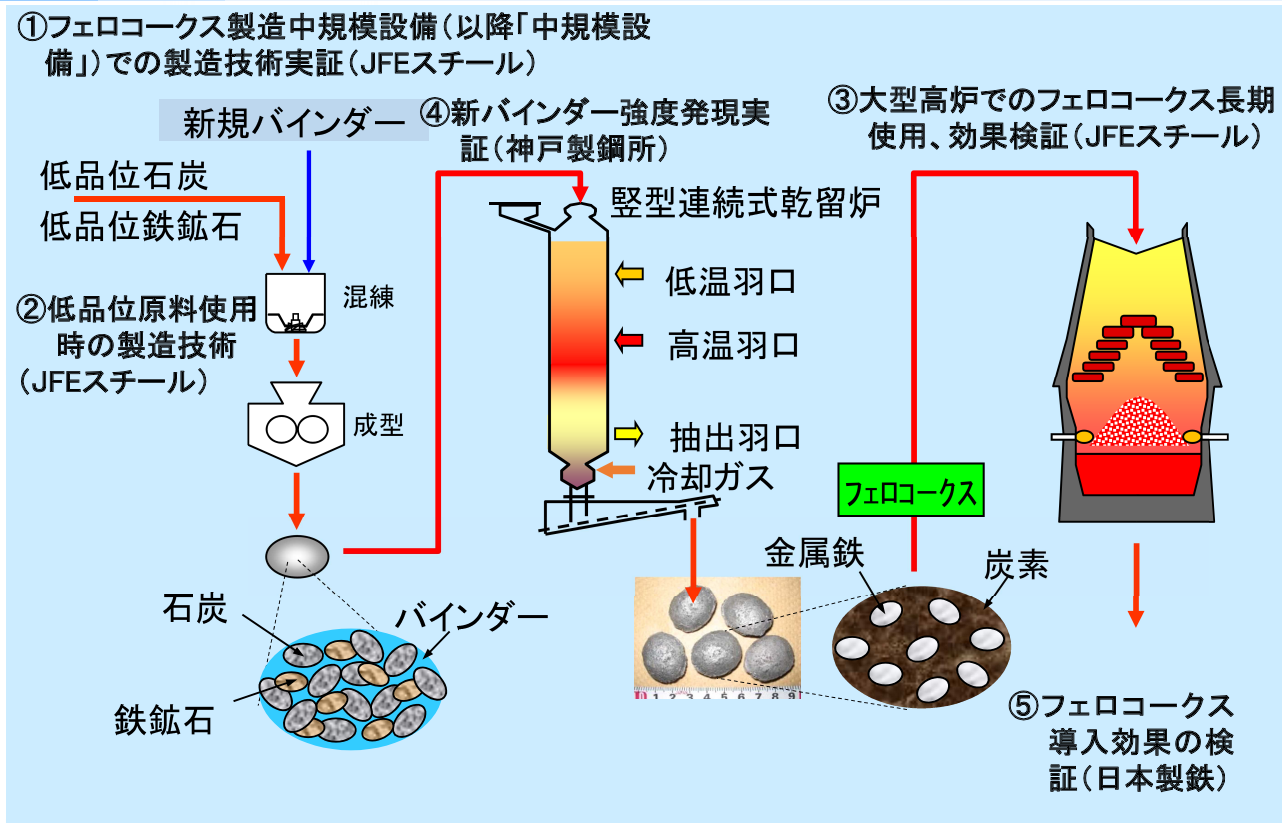 ①フェロコークス製造中規模設備(以降「中規模設
備」)での製造技術実証(JFEスチール)
新規バインダー
④新バインダー強度発現実
証(神戸製鋼所)
③大型高炉でのフェロコークス長期
使用、効果検証(JFEスチール)
低品位石炭
低品位鉄鉱石
竪型連続式乾留炉
②低品位原料使用
時の製造技術
(JFEスチール)
混練
成型
低温羽口
高温羽口
抽出羽口
冷却ガス
フェロコークス
金属鉄
炭素
石炭
バインダー
鉄鉱石
0 1 2 3 4 5 6 7 8 9
⑤フェロコークス
導入効果の検
証(日本製鉄)